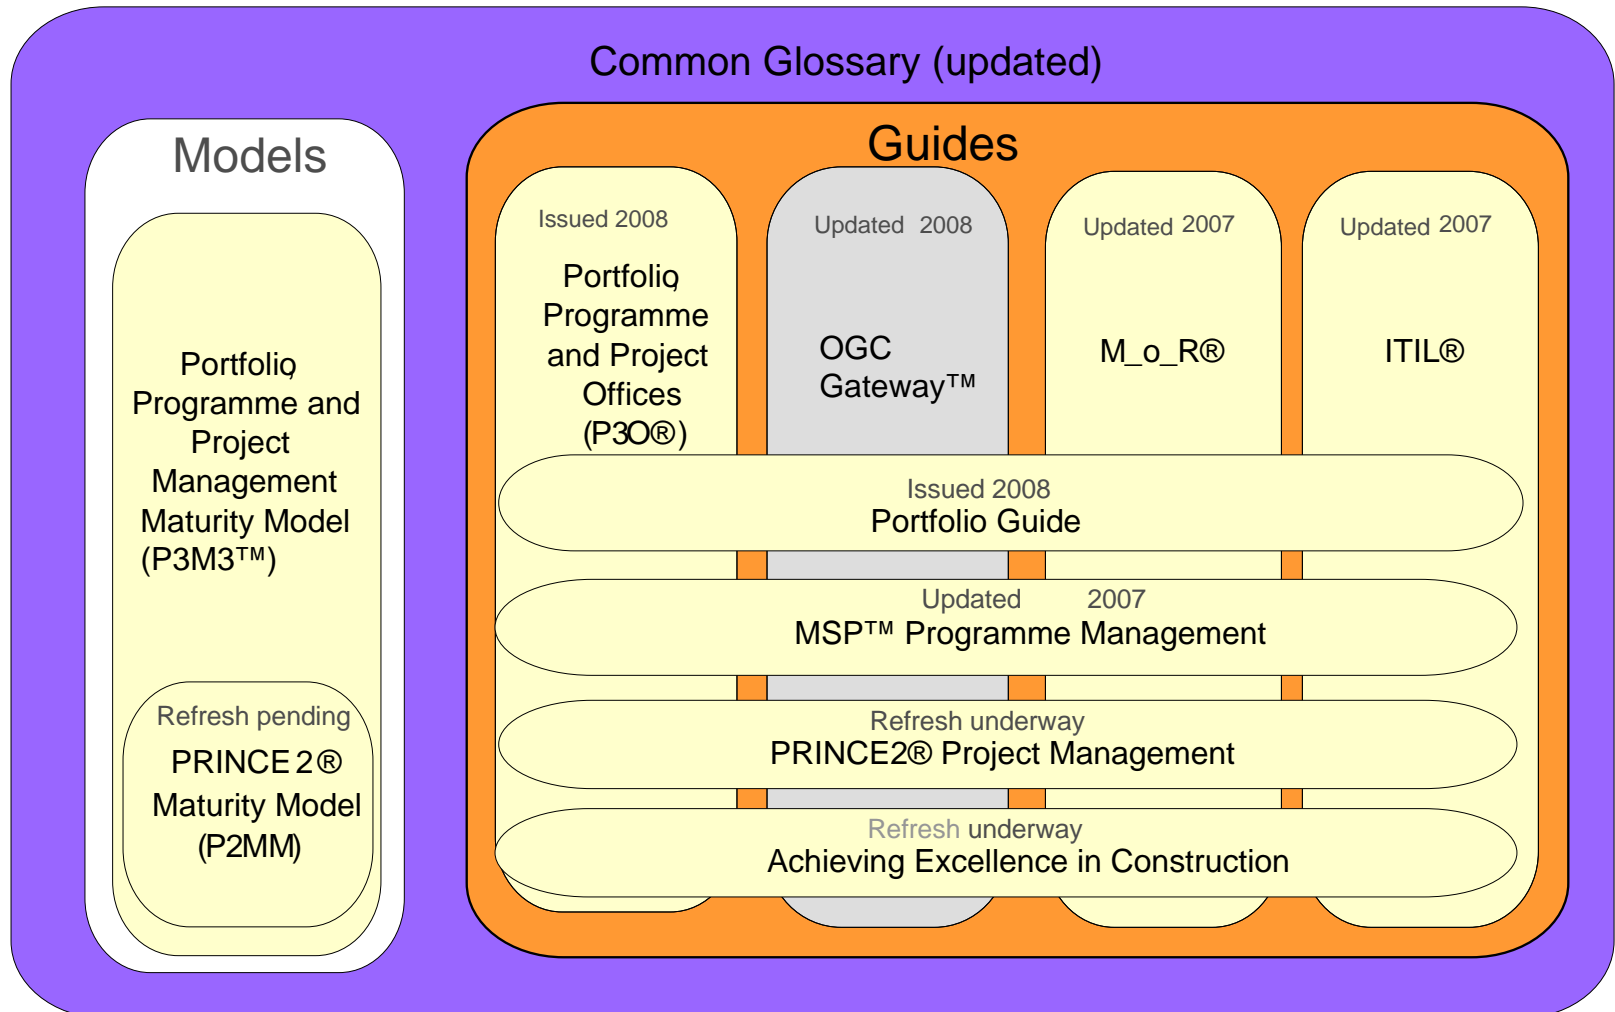 Common Glossary (updated)
Models
Portfolio,
Programme and
Project
Management
Maturity Model
(P3M3™)
Refresh pending
PRINCE2®
Maturity Model
(P2MM)
Guides
Issued 2008
Portfolio,
Programme
and Project
Offices
(P3O®)
Updated 2008
OGC
Gateway™
Updated 2007
M_o_R®
Updated 2007
ITIL®
Issued 2008
Portfolio Guide
Updated 2007
MSP™ Programme Management
Refresh underway
PRINCE2® Project Management
Refresh underway
Achieving Excellence in Construction